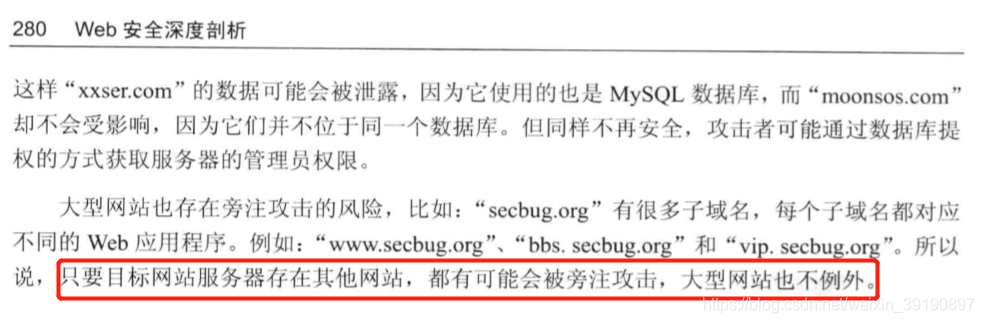 280 Web 安全深度剖析
这样“xxser.com”的数据可能会被泄露，因为它使用的也是 MySQL 数据库，而“moonsos.com”
却不会受影响，因为它们并不位于同一个数据库。但同样不再安全，攻击者可能通过数据库提
权的方式获取服务器的管理员权限。
大型网站也存在旁注攻击的风险，比如：“secbug.org”有很多子域名，每个子域名都对应
不同的 Web 应用程序。例如：“www.secbug.org”、“bbs. secbug.org”和“vip. secbug.org”。所以
说，只要目标网站服务器存在其他网站，都有可能会被旁注攻击，大型网站也不例外。
https://blog.csdn.net/weixin_39190897